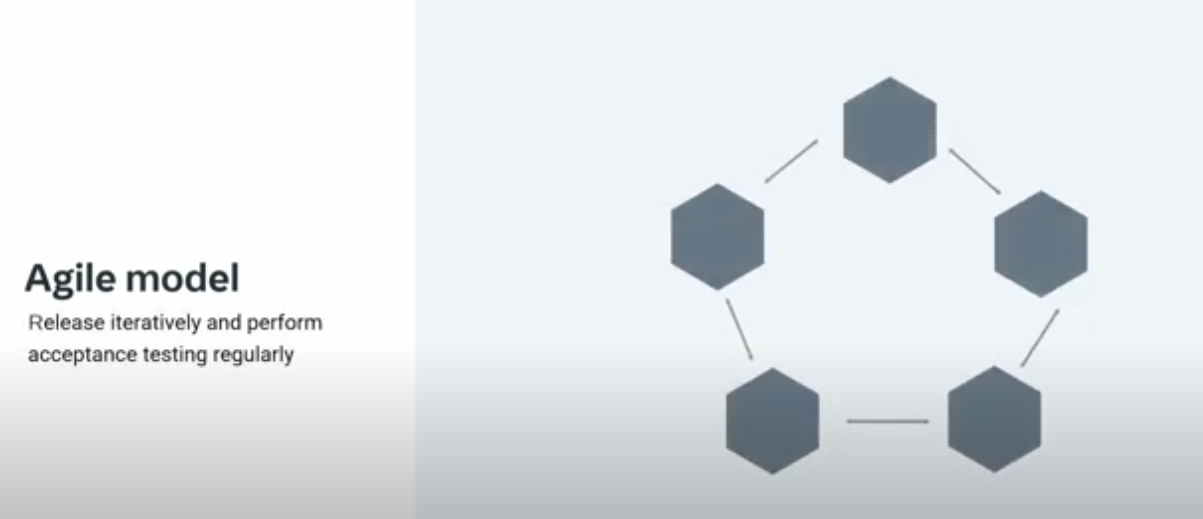 Agile model
Release iteratively and perform
acceptance testing regularly